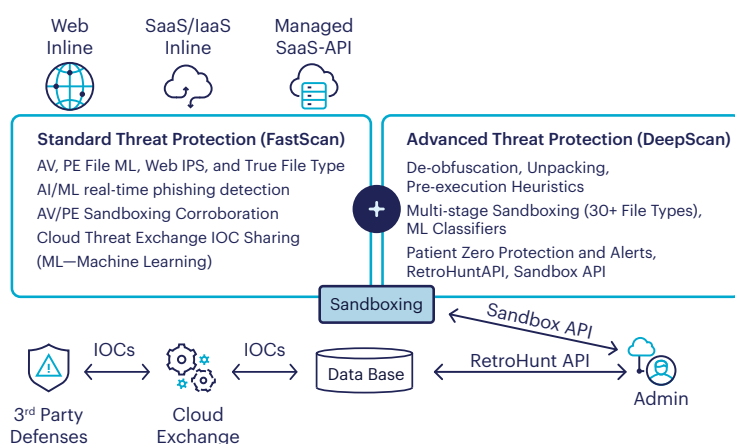 Web
Inline
SaaS/IaaS
Inline
Managed
SaaS-API
Standard Threat Protection (FastScan)
AV, PE File ML, Web IPS, and True File Type
AI/ML real-time phishing detection
AV/PE Sandboxing Corroboration
Cloud Threat Exchange IOC Sharing
(ML—Machine Learning)
+
Advanced Threat Protection (DeepScan)
De-obfuscation, Unpacking,
Pre-execution Heuristics
Multi-stage Sandboxing (30+ File Types),
ML Classifiers
Patient Zero Protection and Alerts,
RetroHuntAPI, Sandbox API
Sandboxing
Sandbox API
IOCs
IOCs
Data Base
RetroHunt API
3rd Party
Defenses
Cloud
Exchange
Admin